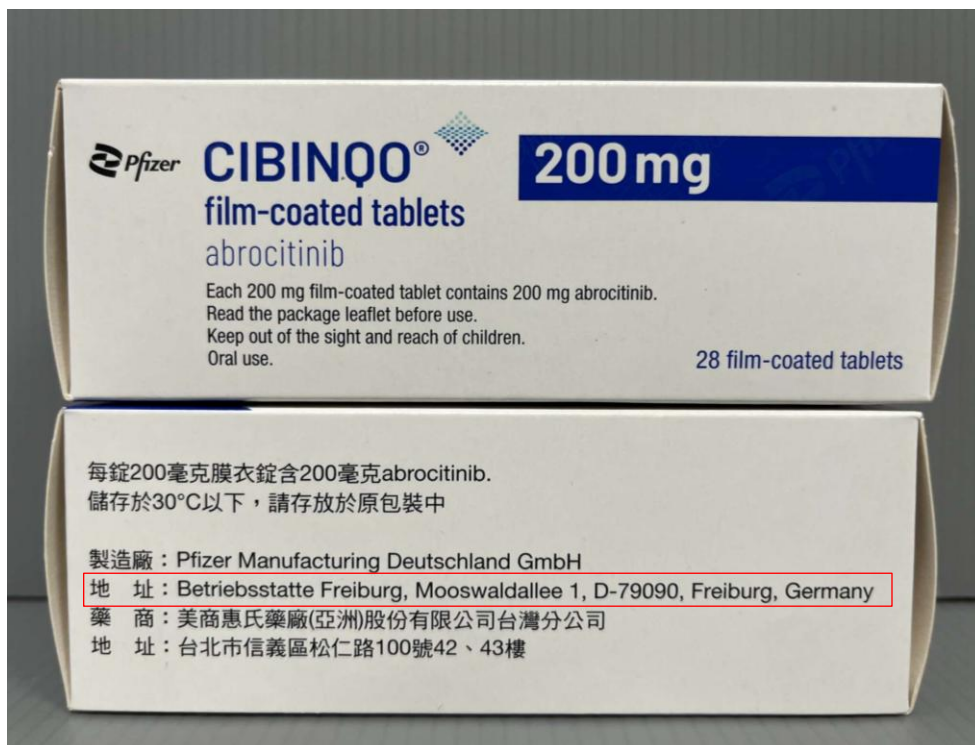 Pfizer CIBINQO® 200 mg
film-coated tablets
abrocitinib
Each 200 mg film-coated tablet contains 200 mg abrocitinib.
Read the package leaflet before use.
Keep out of the sight and reach of children.
Oral use.
28 film-coated tablets
每錠200毫克膜衣錠含200毫克abrocitinib.
儲存於30°C以下，請存放於原包裝中
製造廠：Pfizer Manufacturing Deutschland GmbH
地　址：Betriebsstatte Freiburg, Mooswaldallee 1, D-79090, Freiburg, Germany
藥　商：美商惠氏藥廠(亞洲)股份有限公司台灣分公司
地　址：台北市信義區松仁路100號42、43樓